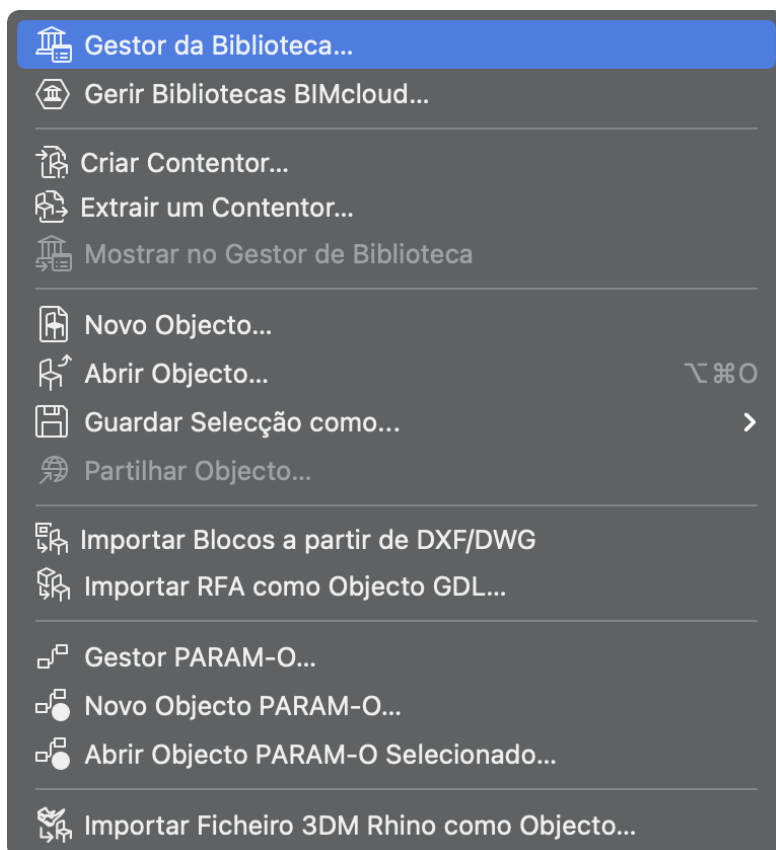 Gestor da Biblioteca...
Gerir Bibliotecas BIMcloud...
Criar Contentor...
Extrair um Contentor...
Mostrar no Gestor de Biblioteca
Novo Objecto...
Abrir Objecto... ⌥⌘O
Guardar Selecção como...
Partilhar Objecto...
Importar Blocos a partir de DXF/DWG
Importar RFA como Objecto GDL...
Gestor PARAM-O...
Novo Objecto PARAM-O...
Abrir Objecto PARAM-O Selecionado...
Importar Ficheiro 3DM Rhino como Objecto...